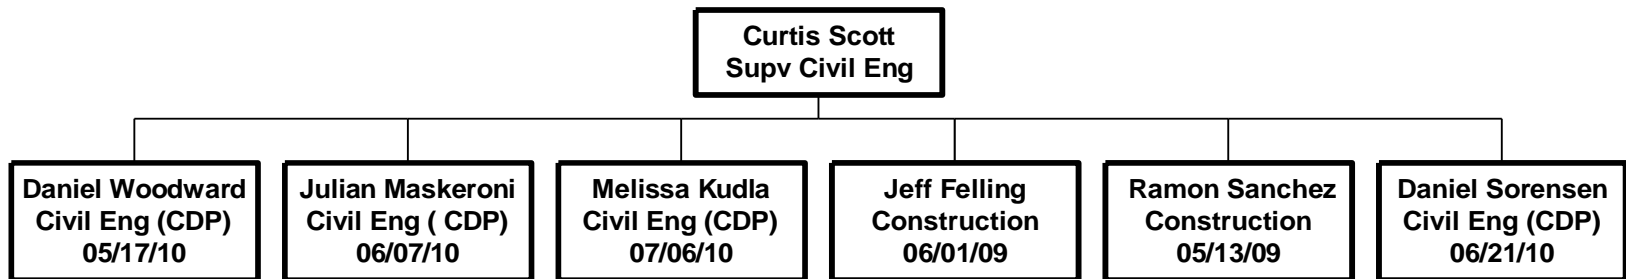 Curtis Scott
Supv Civil Eng
Daniel Woodward
Civil Eng (CDP)
05/17/10
Julian Maskeroni
Civil Eng ( CDP)
06/07/10
Melissa Kudla
Civil Eng (CDP)
07/06/10
Jeff Felling
Construction
06/01/09
Ramon Sanchez
Construction
05/13/09
Daniel Sorensen
Civil Eng (CDP)
06/21/10